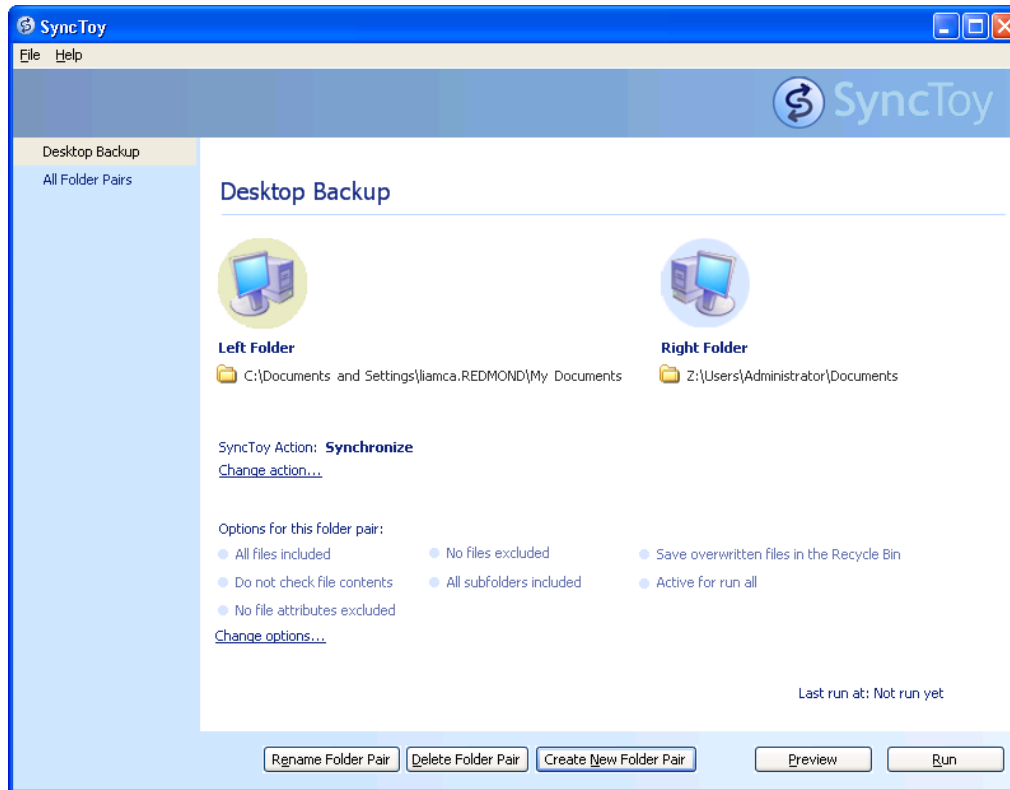 SyncToy
File Help
SyncToy
Desktop Backup
All Folder Pairs
Desktop Backup
Left Folder
C:\Documents and Settings\liamca.REDMOND\My Documents
Right Folder
Z:\Users\Administrator\Documents
SyncToy Action: Synchronize
Change action...
Options for this folder pair:
All files included
No files excluded
Save overwritten files in the Recycle Bin
Do not check file contents
All subfolders included
Active for run all
No file attributes excluded
Change options...
Last run at: Not run yet
Rename Folder Pair
Delete Folder Pair
Create New Folder Pair
Preview
Run